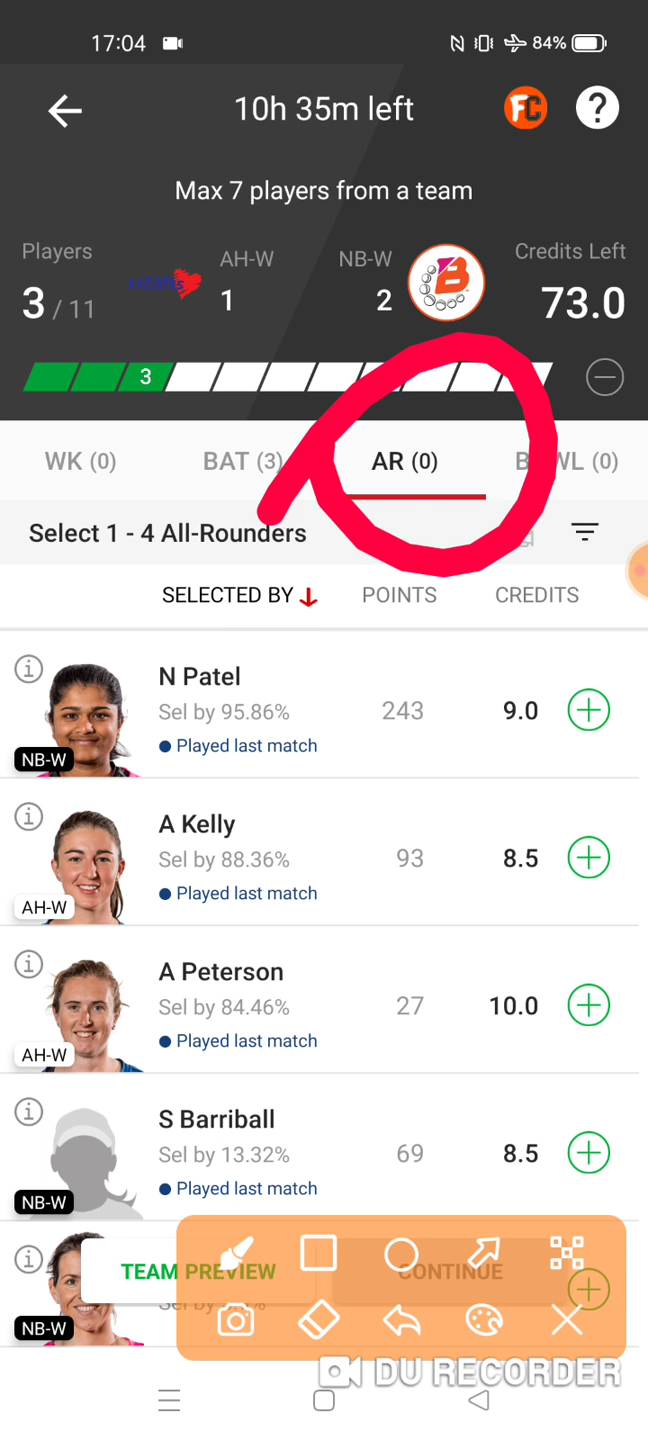 17:04
84%
10h 35m left
FC
?
Max 7 players from a team
Players
AH-W
NB-W
Credits Left
3 / 11
1
2
B
73.0
3
WK (0)
BAT (3)
AR (0)
WL (0)
Select 1 - 4 All-Rounders
SELECTED BY
POINTS
CREDITS
N Patel
Sel by 95.86%
243
9.0
Played last match
NB-W
A Kelly
Sel by 88.36%
93
8.5
Played last match
AH-W
A Peterson
Sel by 84.46%
27
10.0
Played last match
AH-W
S Barriball
Sel by 13.32%
69
8.5
Played last match
NB-W
TEAM PREVIEW
CONTINUE
Sel by
NB-W
DU RECORDER